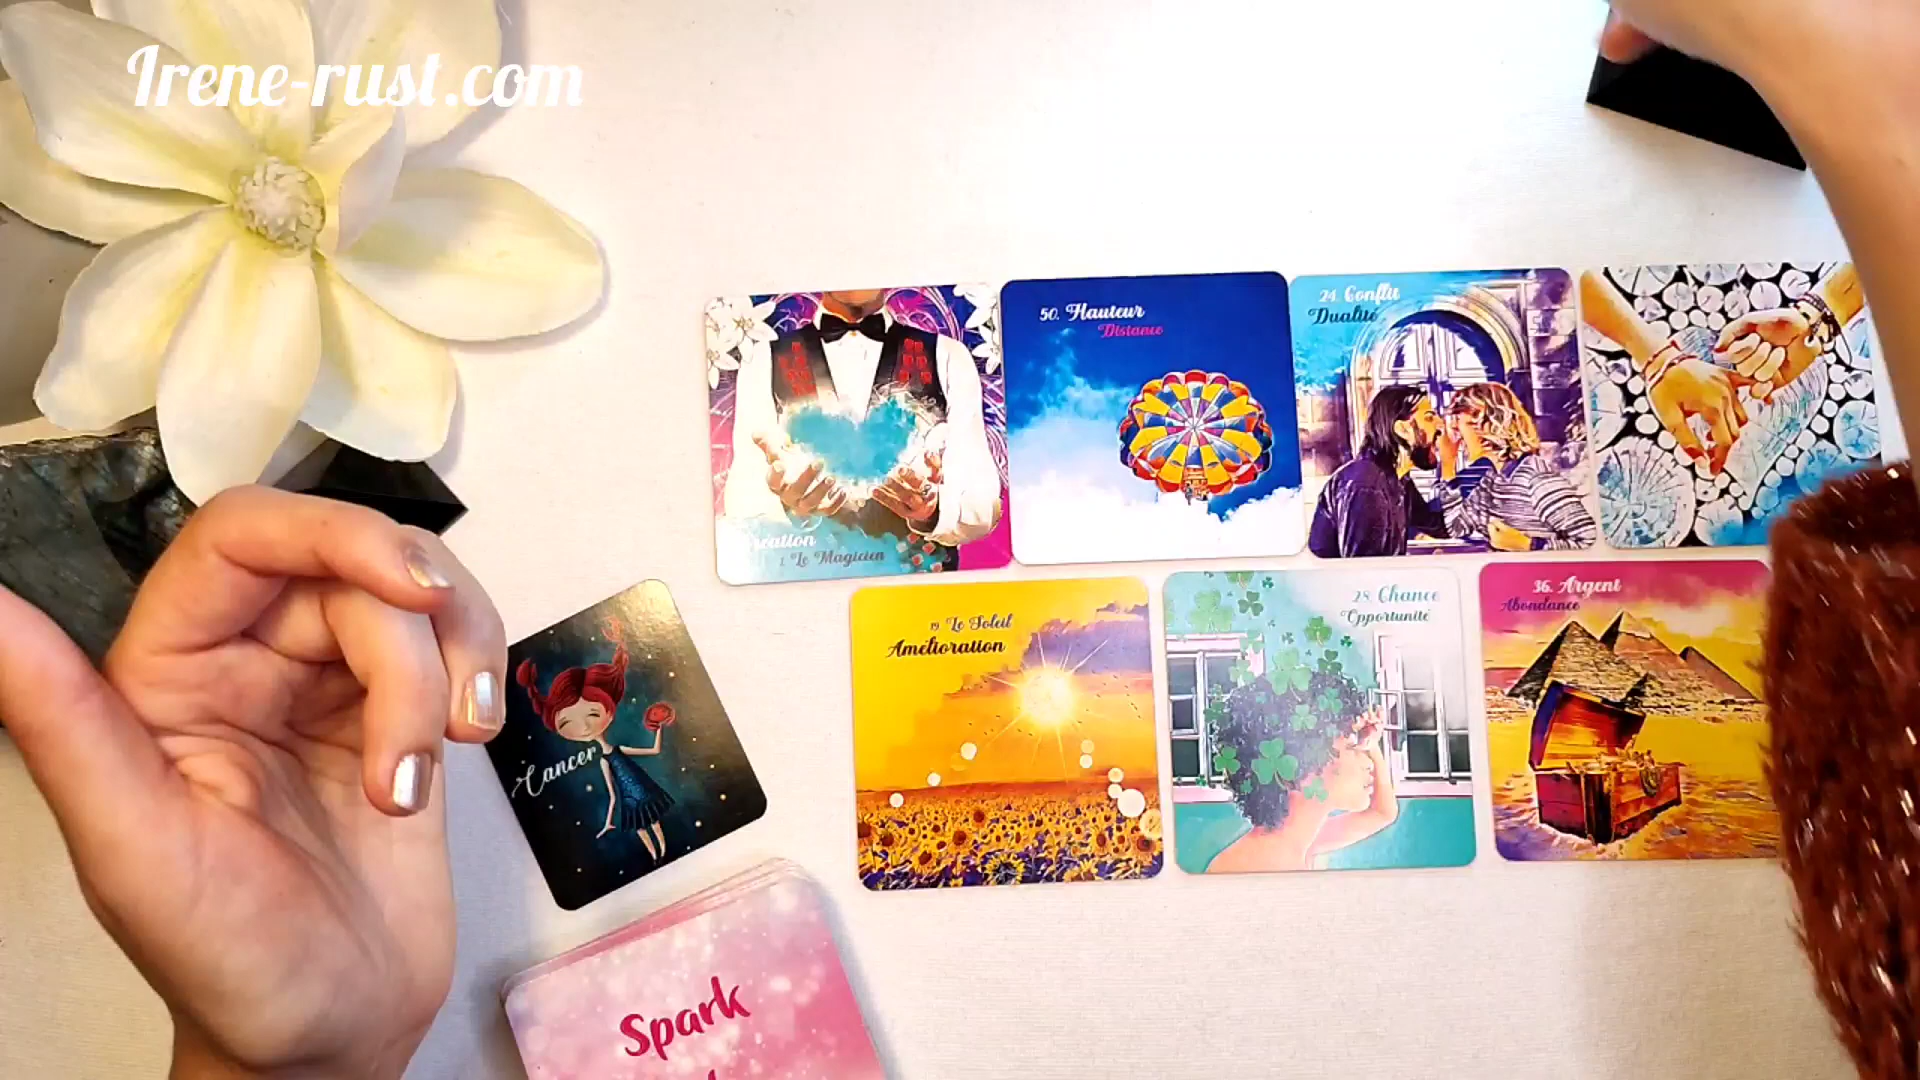 Irene-rust.com
50. Hauteur
Distance
24. Conflit
Dualité
1 Le Magicien
19 Le Soleil
Amélioration
28. Chance
Opportunité
36. Argent
Abondance
Cancer
Spark